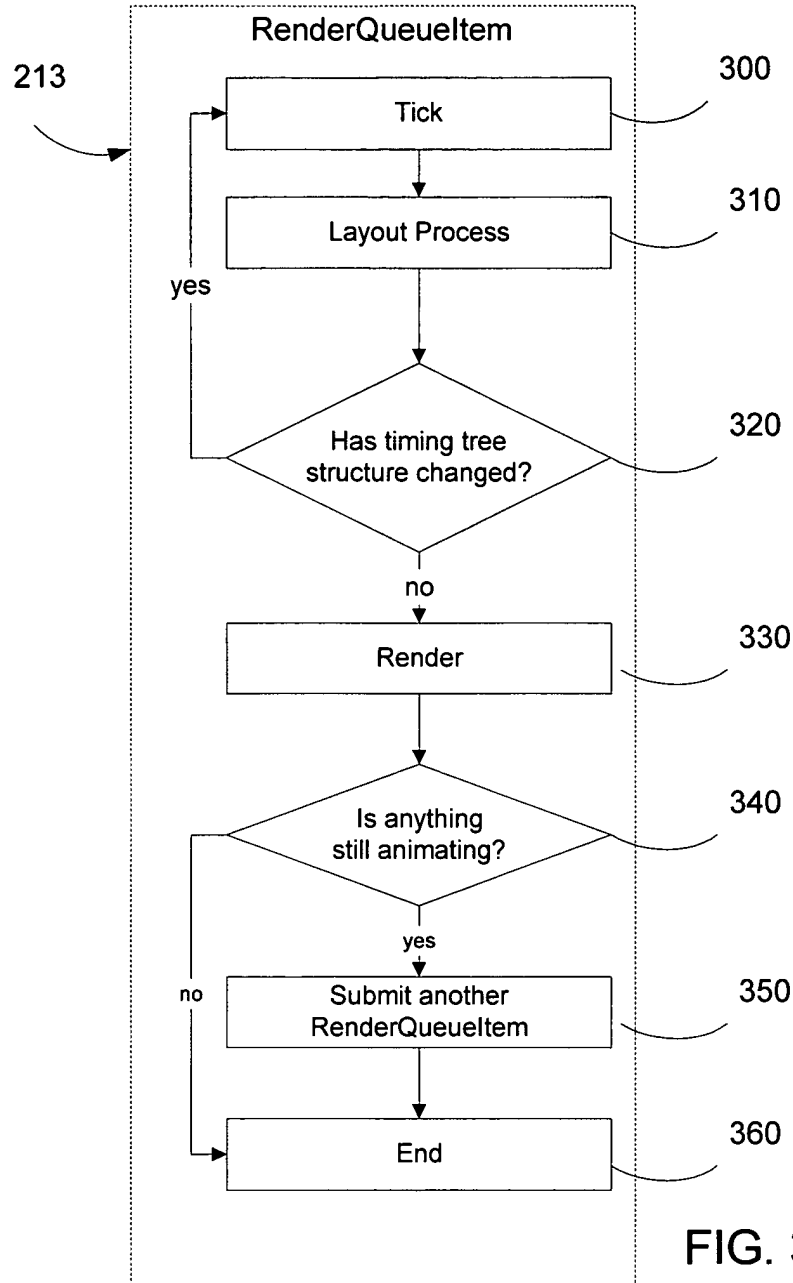 RenderQueueItem
213
300
Tick
310
Layout Process
yes
320
Has timing tree
structure changed?
no
330
Render
340
Is anything
still animating?
yes
no
350
Submit another
RenderQueueItem
360
End
FIG.